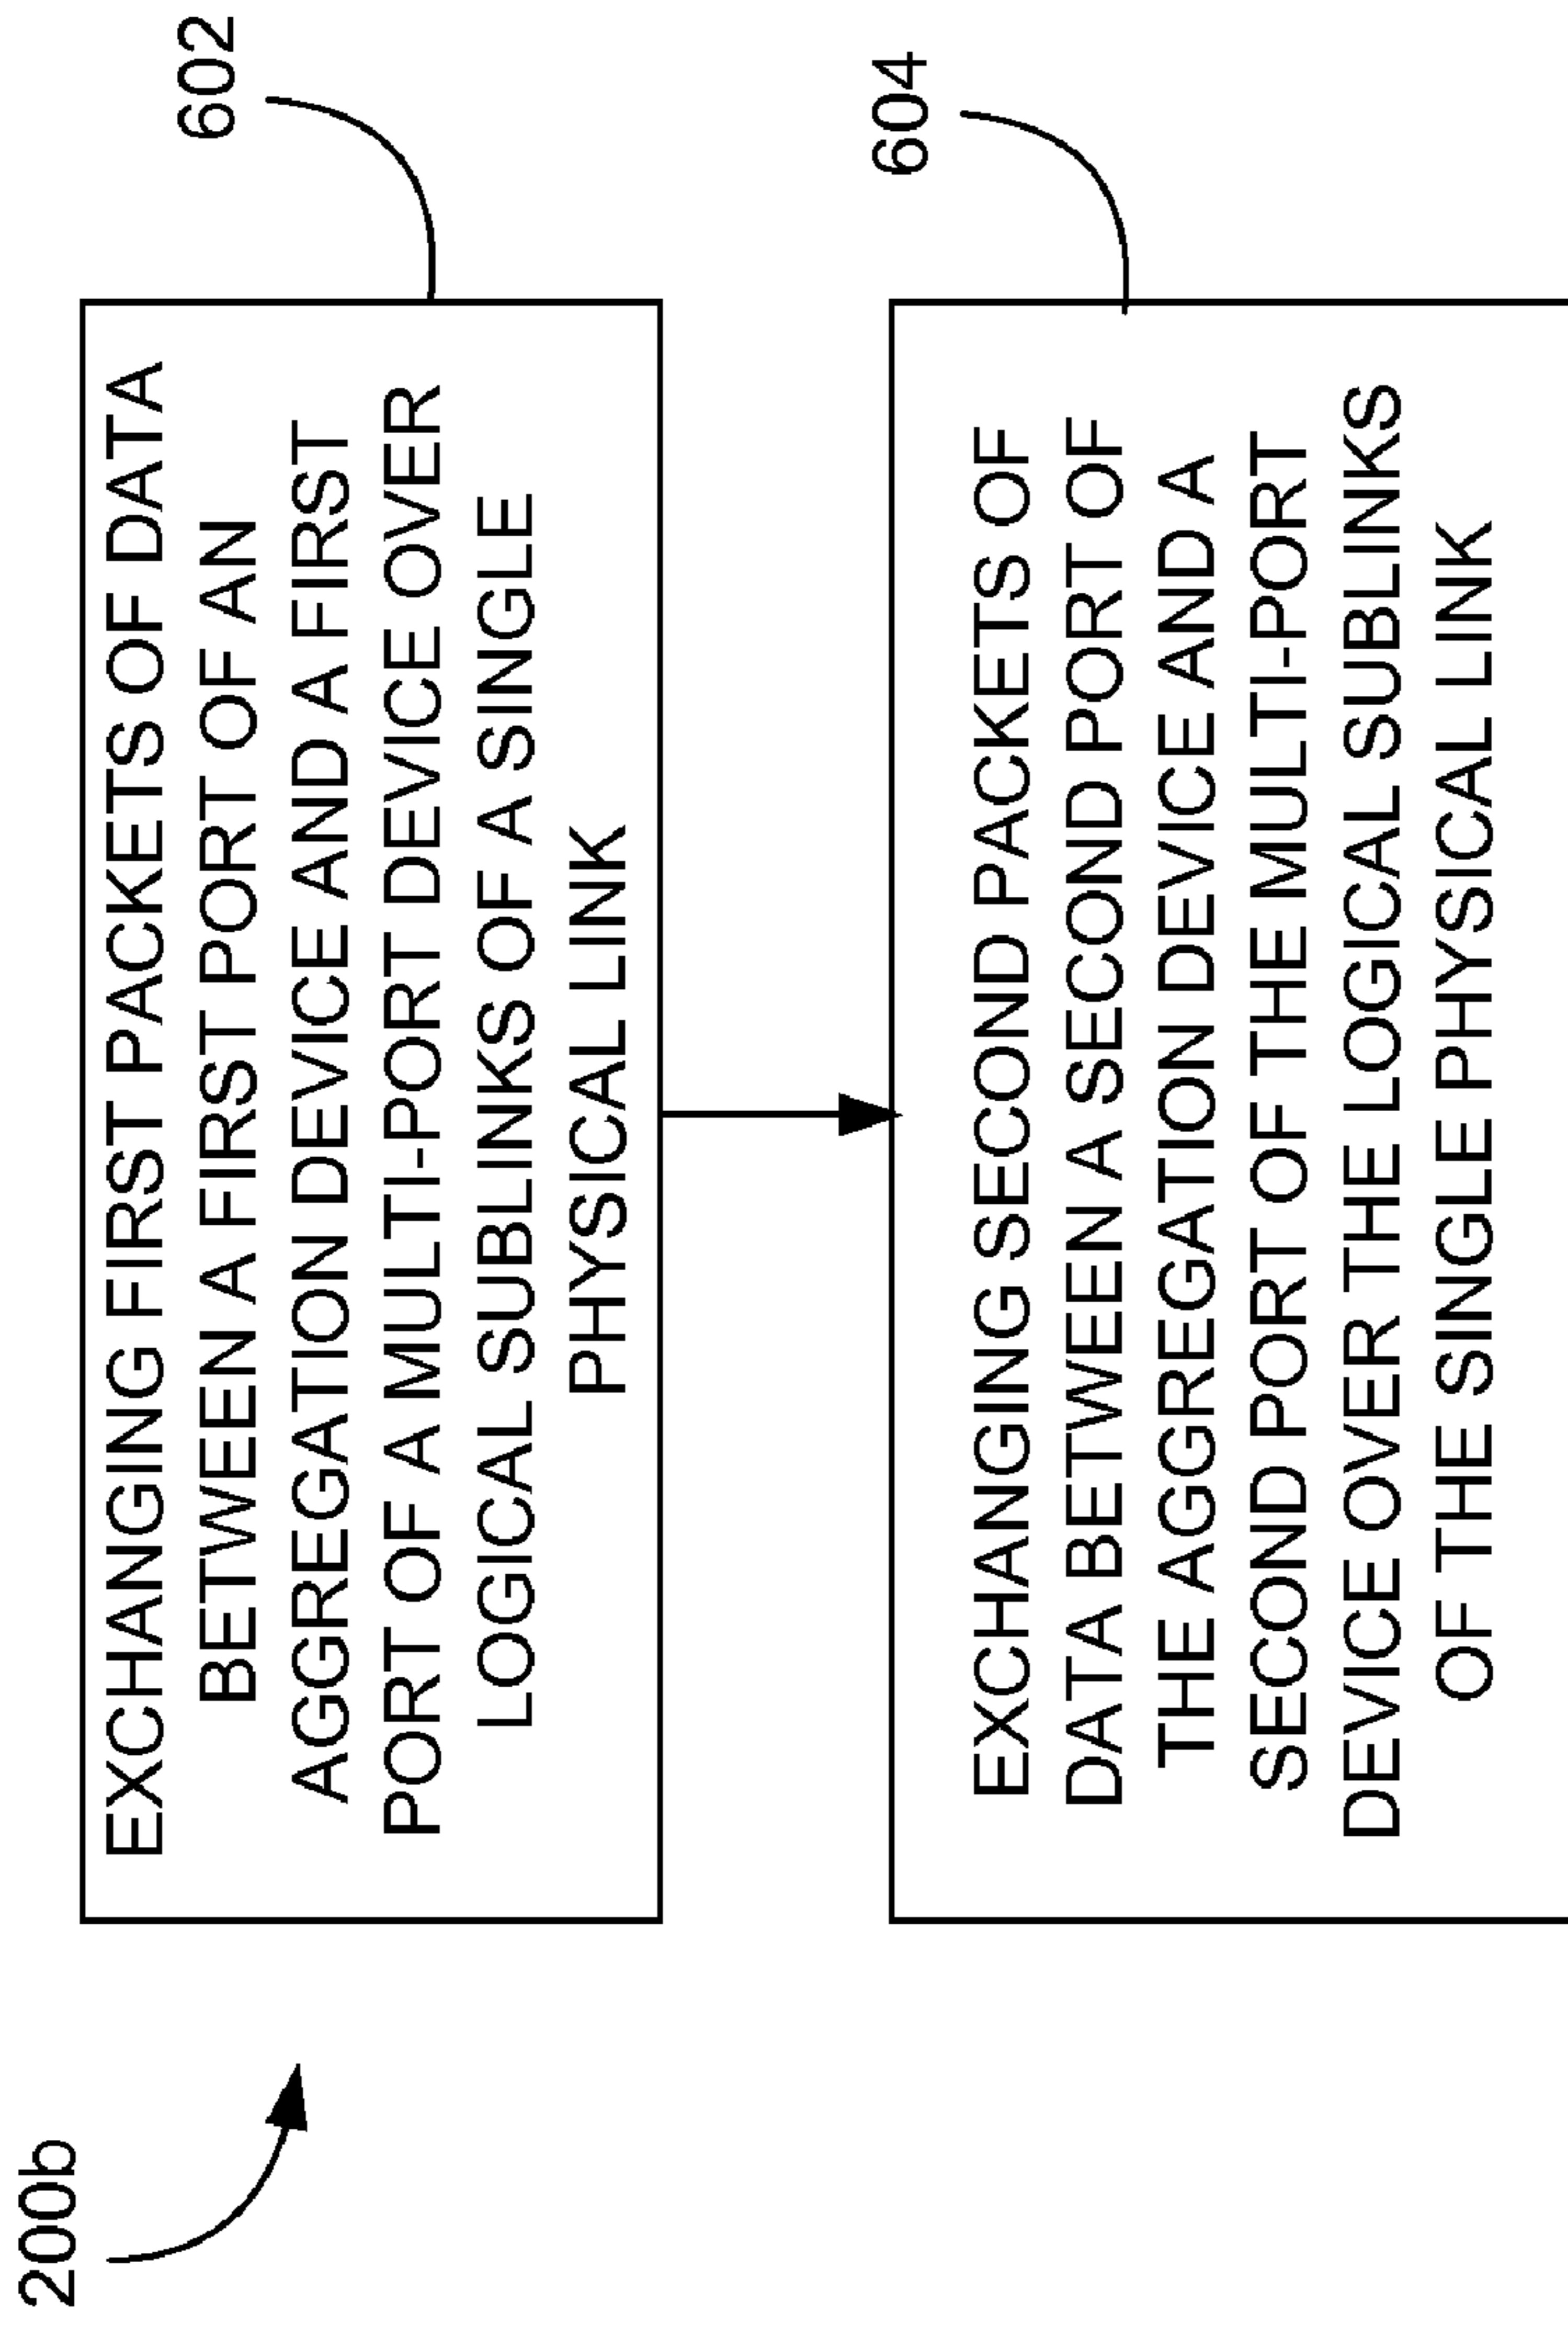 200b
602
EXCHANGING FIRST PACKETS OF DATA
BETWEEN A FIRST PORT OF AN
AGGREGATION DEVICE AND A FIRST
PORT OF A MULTI-PORT DEVICE OVER
LOGICAL SUBLINKS OF A SINGLE
PHYSICAL LINK
604
EXCHANGING SECOND PACKETS OF
DATA BETWEEN A SECOND PORT OF
THE AGGREGATION DEVICE AND A
SECOND PORT OF THE MULTI-PORT
DEVICE OVER THE LOGICAL SUBLINKS
OF THE SINGLE PHYSICAL LINK